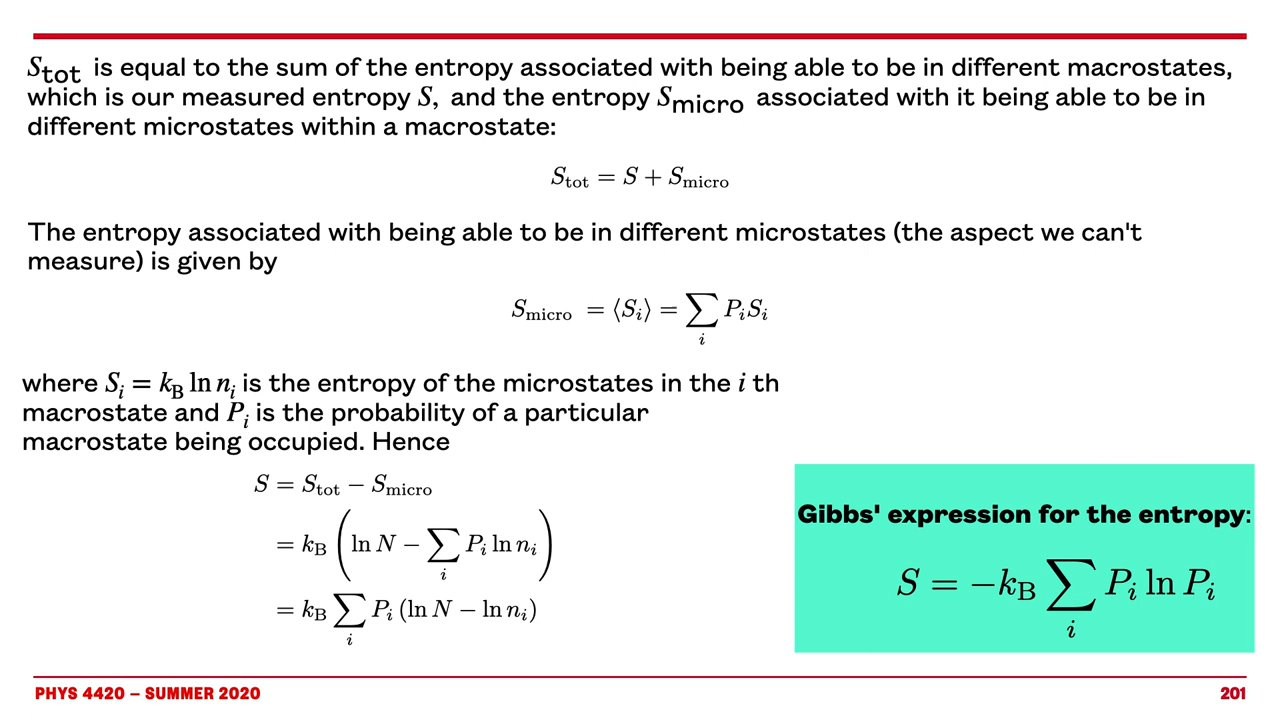 S_tot is equal to the sum of the entropy associated with being able to be in different macrostates,
which is our measured entropy S, and the entropy S_micro associated with it being able to be in
different microstates within a macrostate:
S_tot = S + S_micro
The entropy associated with being able to be in different microstates (the aspect we can't
measure) is given by
S_micro = ⟨S_i⟩ = ∑_i P_i S_i
where S_i = k_B ln n_i is the entropy of the microstates in the i th
macrostate and P_i is the probability of a particular
macrostate being occupied. Hence
S = S_tot − S_micro
= k_B (ln N − ∑_i P_i ln n_i)
= k_B ∑_i P_i (ln N − ln n_i)
Gibbs' expression for the entropy:
S = −k_B ∑_i P_i ln P_i
PHYS 4420 – SUMMER 2020
201